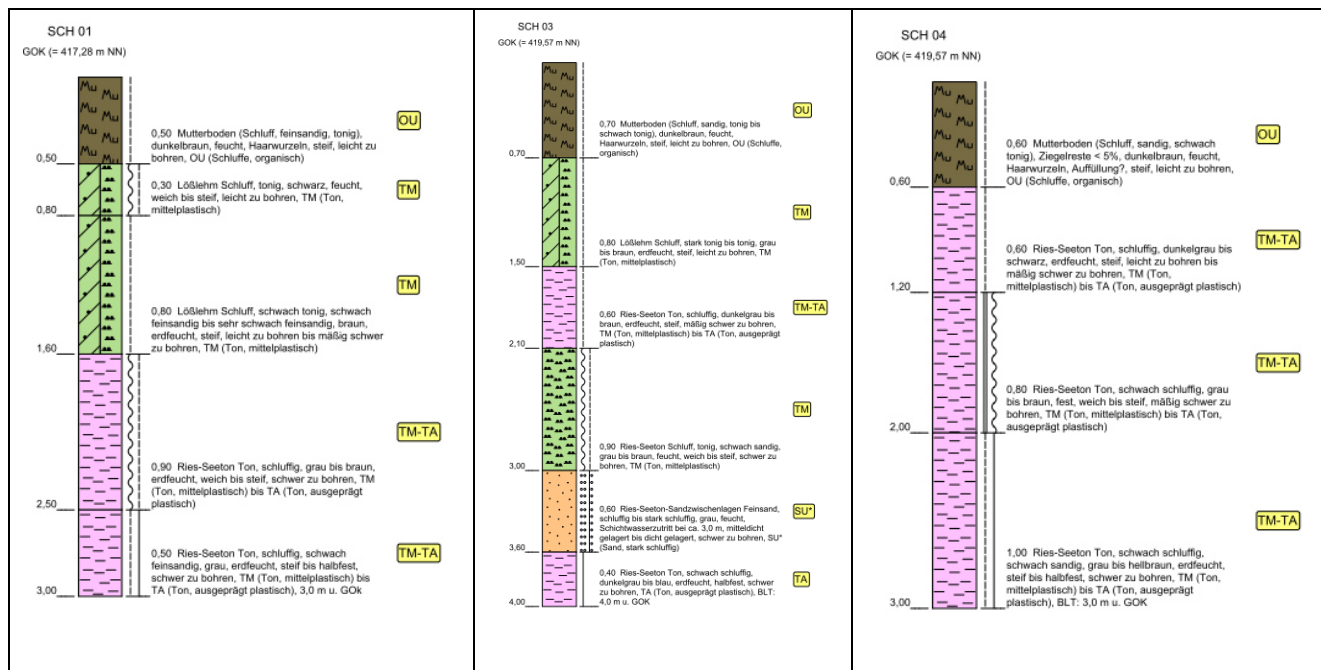 SCH 01
GOK (= 417,28 m NN)
OU
0,50 Mutterboden (Schluff, feinsandig, tonig),
dunkelbraun, feucht, Haarwurzeln, steif, leicht zu
bohren, OU (Schluffe, organisch)
0,50
0,30 Lößlehm Schluff, tonig, schwarz, feucht,
weich bis steif, leicht zu bohren, TM (Ton,
mittelplastisch)
TM
0,80
TM
0,80 Lößlehm Schluff, schwach tonig, schwach
feinsandig bis sehr schwach feinsandig, braun,
erdfeucht, steif, leicht zu bohren bis mäßig schwer
zu bohren, TM (Ton, mittelplastisch)
1,60
TM-TA
0,90 Ries-Seeton Ton, schluffig, grau bis braun,
erdfeucht, weich bis steif, schwer zu bohren, TM
(Ton, mittelplastisch) bis TA (Ton, ausgeprägt
plastisch)
2,50
TM-TA
0,50 Ries-Seeton Ton, schluffig, schwach
feinsandig, grau, erdfeucht, steif bis halbfest,
schwer zu bohren, TM (Ton, mittelplastisch) bis
TA (Ton, ausgeprägt plastisch), 3,0 m u. GOk
3,00
SCH 03
GOK (= 419,57 m NN)
OU
0,70 Mutterboden (Schluff, sandig, tonig bis
schwach tonig), dunkelbraun, feucht,
Haarwurzeln, steif, leicht zu bohren, OU (Schluffe,
organisch)
0,70
TM
0,80 Lößlehm Schluff, stark tonig bis tonig, grau
bis braun, erdfeucht, steif, leicht zu bohren, TM
(Ton, mittelplastisch)
1,50
TM-TA
0,60 Ries-Seeton Ton, schluffig, dunkelgrau bis
braun, erdfeucht, steif, mäßig schwer zu bohren,
TM (Ton, mittelplastisch) bis TA (Ton, ausgeprägt
plastisch)
2,10
TM
0,90 Ries-Seeton Schluff, tonig, schwach sandig,
grau bis braun, feucht, weich bis steif, schwer zu
bohren, TM (Ton, mittelplastisch)
3,00
0,60 Ries-Seeton-Sandzwischenlagen Feinsand,
schluffig bis stark schluffig, grau, feucht,
Schichtwasserzutritt bei ca. 3,0 m, mitteldicht
gelagert bis dicht gelagert, schwer zu bohren, SU*
(Sand, stark schluffig)
SU*
3,60
0,40 Ries-Seeton Ton, schwach schluffig,
dunkelgrau bis blau, erdfeucht, halbfest, schwer
zu bohren, TA (Ton, ausgeprägt plastisch), BLT:
4,0 m u. GOK
TA
4,00
SCH 04
GOK (= 419,57 m NN)
OU
0,60 Mutterboden (Schluff, sandig, schwach
tonig), Ziegelreste < 5%, dunkelbraun, feucht,
Haarwurzeln, Auffüllung?, steif, leicht zu bohren,
OU (Schluffe, organisch)
0,60
TM-TA
0,60 Ries-Seeton Ton, schluffig, dunkelgrau bis
schwarz, erdfeucht, steif, leicht zu bohren bis
mäßig schwer zu bohren, TM (Ton,
mittelplastisch) bis TA (Ton, ausgeprägt plastisch)
1,20
TM-TA
0,80 Ries-Seeton Ton, schwach schluffig, grau
bis braun, fest, weich bis steif, mäßig schwer zu
bohren, TM (Ton, mittelplastisch) bis TA (Ton,
ausgeprägt plastisch)
2,00
TM-TA
1,00 Ries-Seeton Ton, schwach schluffig,
schwach sandig, grau bis hellbraun, erdfeucht,
steif bis halbfest, schwer zu bohren, TM (Ton,
mittelplastisch) bis TA (Ton, ausgeprägt
plastisch), BLT: 3,0 m u. GOK
3,00